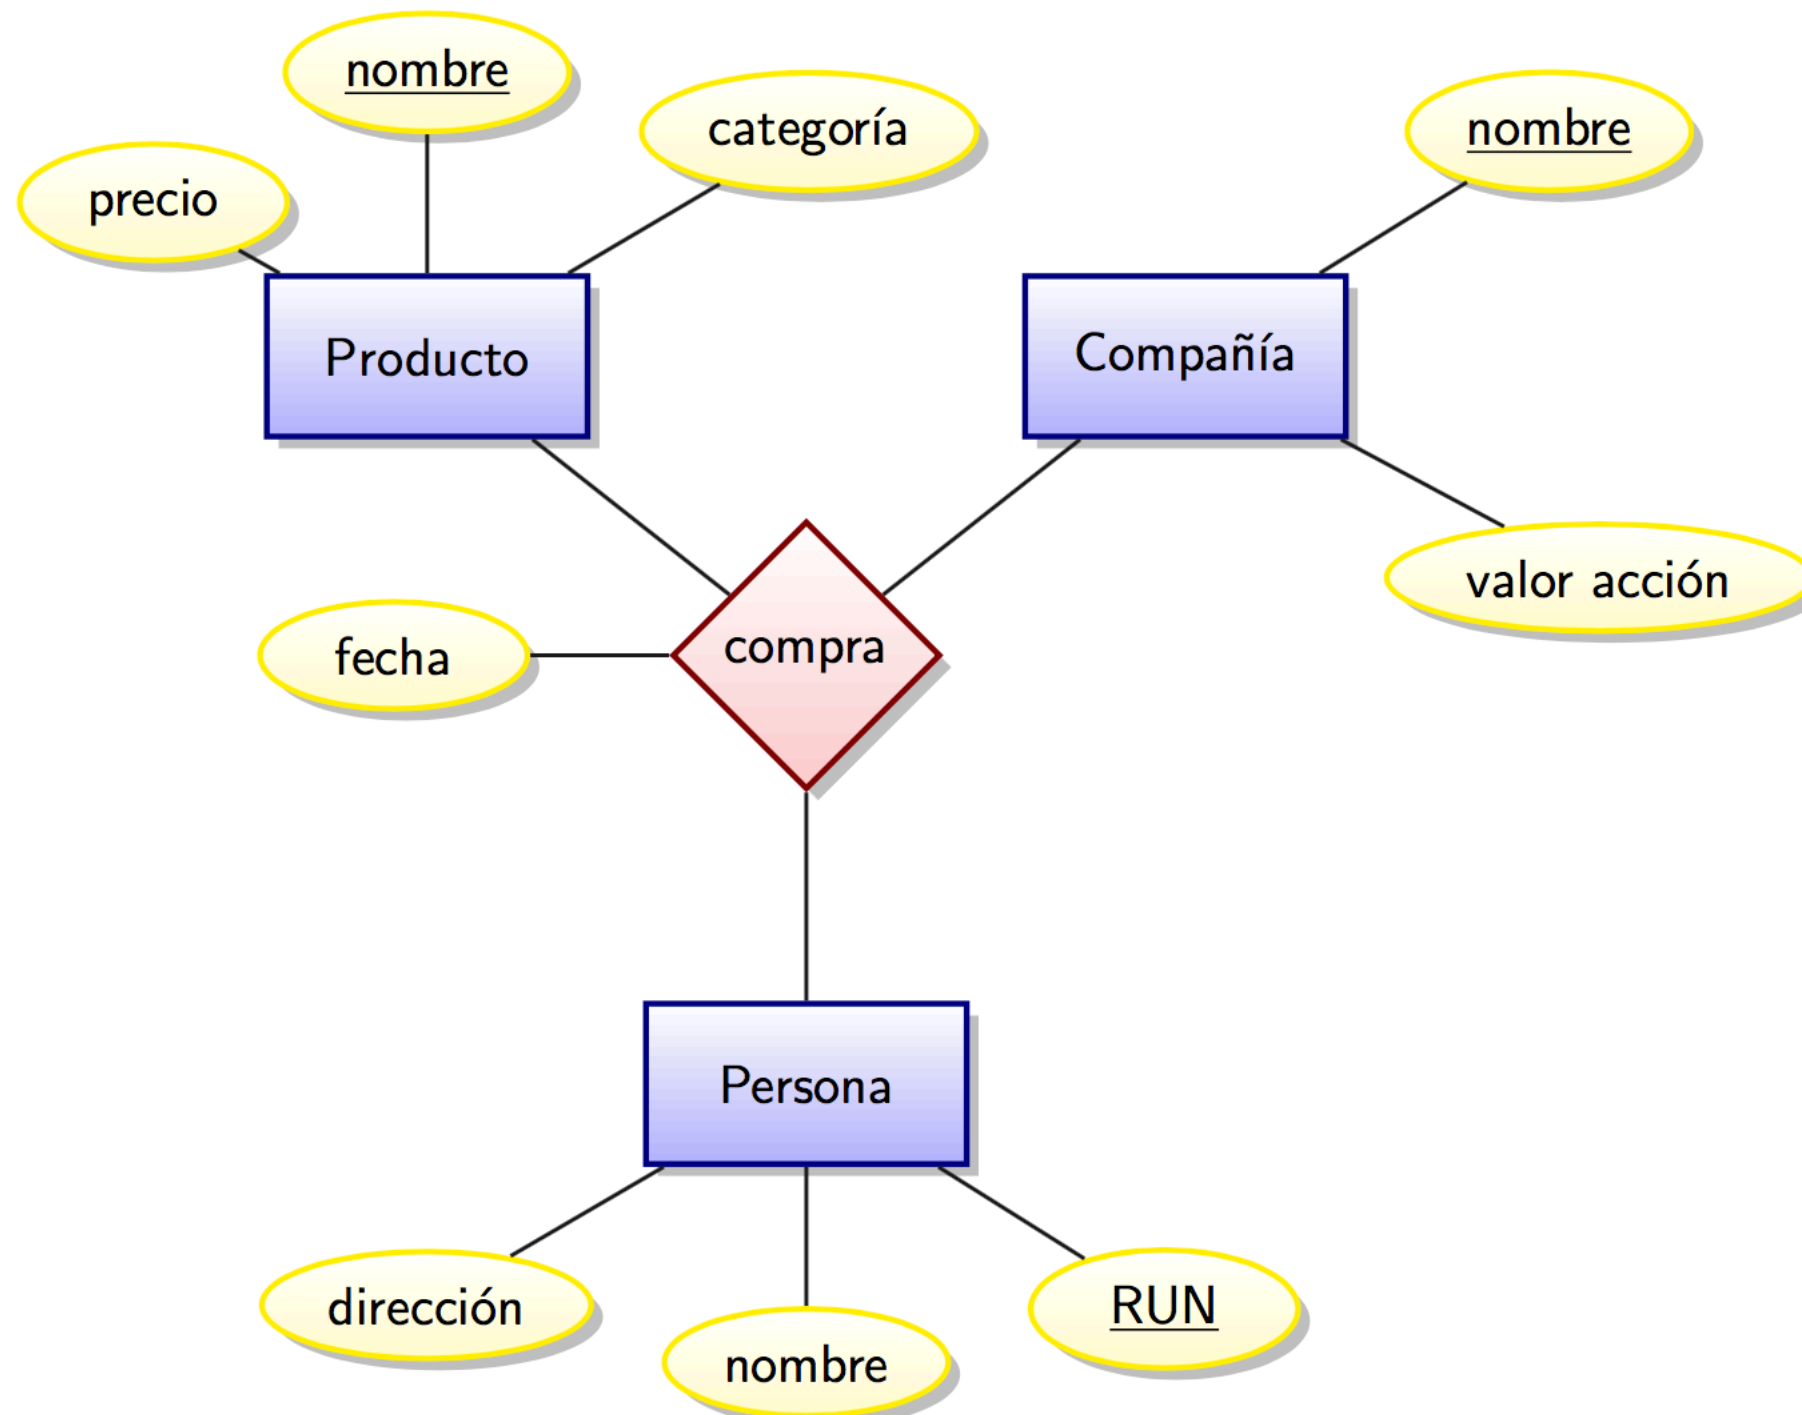 nombre
categoría
nombre
precio
Producto
Compañía
valor acción
fecha
compra
Persona
dirección
nombre
RUN